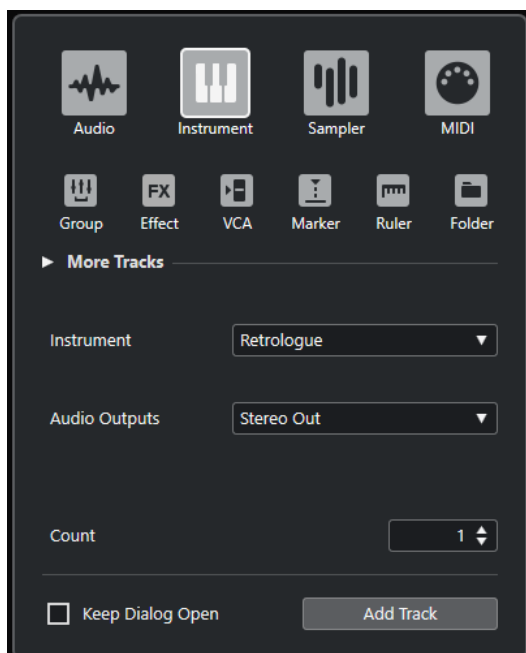 Audio Instrument Sampler MIDI
FX
Group Effect VCA Marker Ruler Folder
More Tracks
Instrument Retrologue
Audio Outputs Stereo Out
Count 1
Keep Dialog Open Add Track